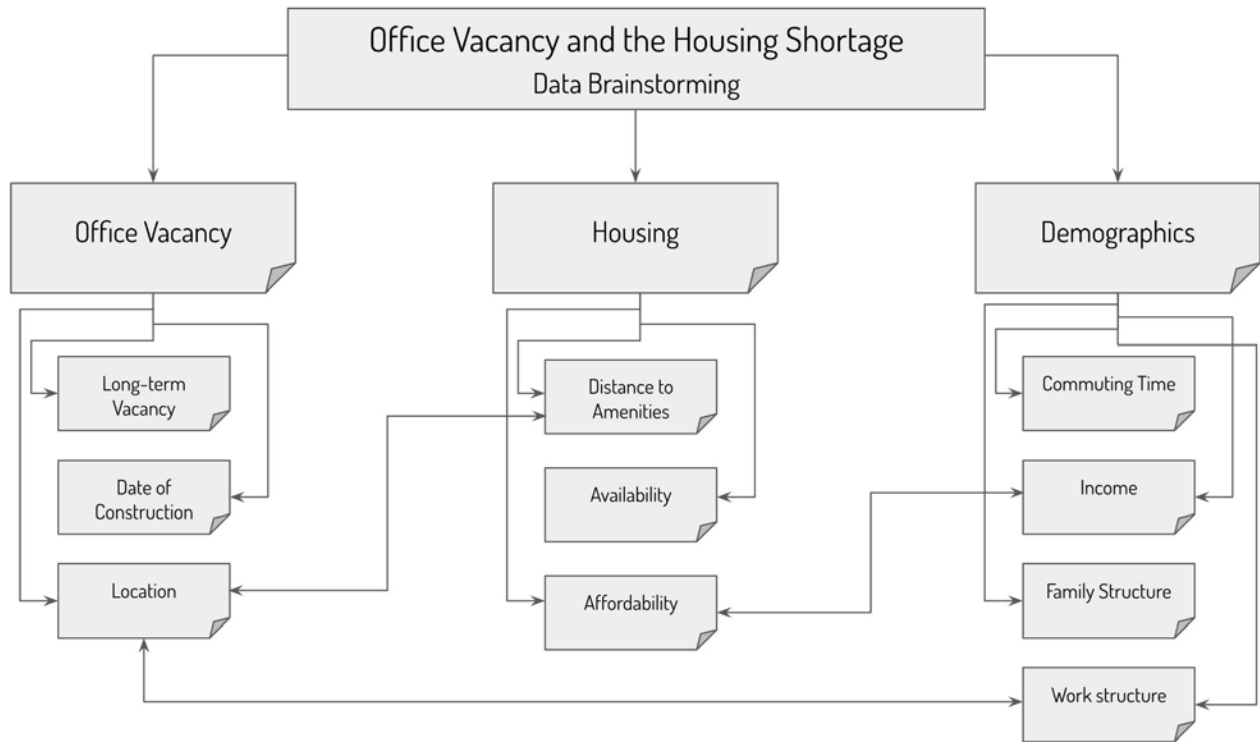 Office Vacancy and the Housing Shortage
Data Brainstorming
Office Vacancy
Housing
Demographics
Long-term
Vacancy
Distance to
Amenities
Commuting Time
Date of
Construction
Availability
Income
Location
Affordability
Family Structure
Work structure